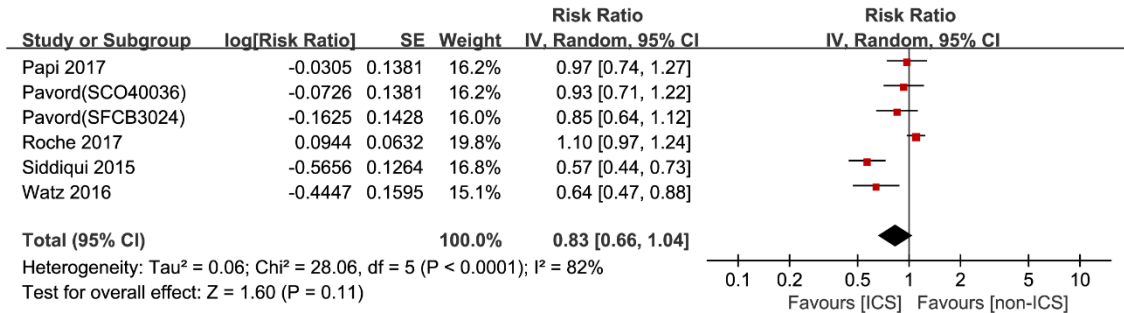 Risk Ratio Risk Ratio
Study or Subgroup log[Risk Ratio] SE Weight IV, Random, 95% CI IV, Random, 95% CI
Papi 2017 -0.0305 0.1381 16.2% 0.97 [0.74, 1.27]
Pavord(SCO40036) -0.0726 0.1381 16.2% 0.93 [0.71, 1.22]
Pavord(SFCB3024) -0.1625 0.1428 16.0% 0.85 [0.64, 1.12]
Roche 2017 0.0944 0.0632 19.8% 1.10 [0.97, 1.24]
Siddiqui 2015 -0.5656 0.1264 16.8% 0.57 [0.44, 0.73]
Watz 2016 -0.4447 0.1595 15.1% 0.64 [0.47, 0.88]
Total (95% CI) 100.0% 0.83 [0.66, 1.04]
Heterogeneity: Tau² = 0.06; Chi² = 28.06, df = 5 (P < 0.0001); I² = 82%
Test for overall effect: Z = 1.60 (P = 0.11)
0.1 0.2 0.5 1 2 5 10
Favours [ICS] Favours [non-ICS]